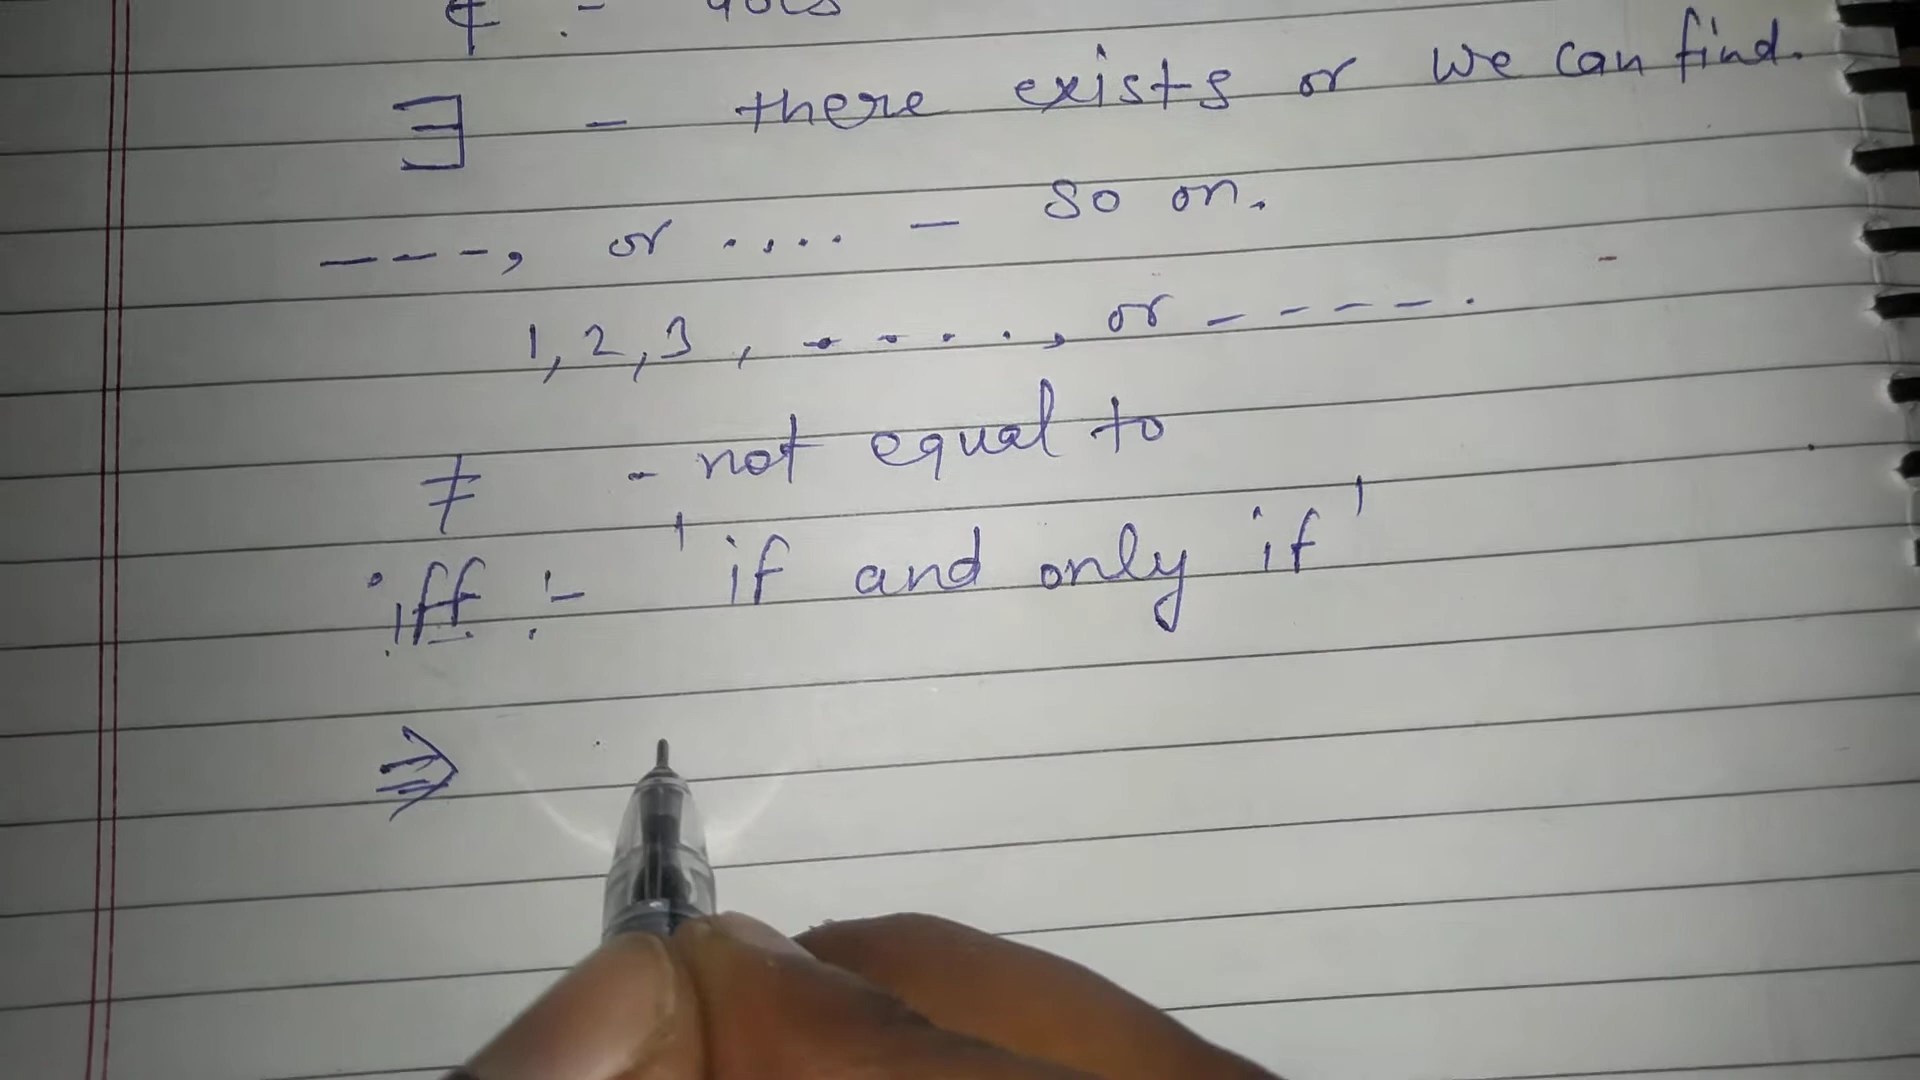 ∃ - there exists or we can find.
---, or .... - so on.
1, 2, 3, ...., or ----.
≠ - not equal to
iff :- 'if and only if'
⇒